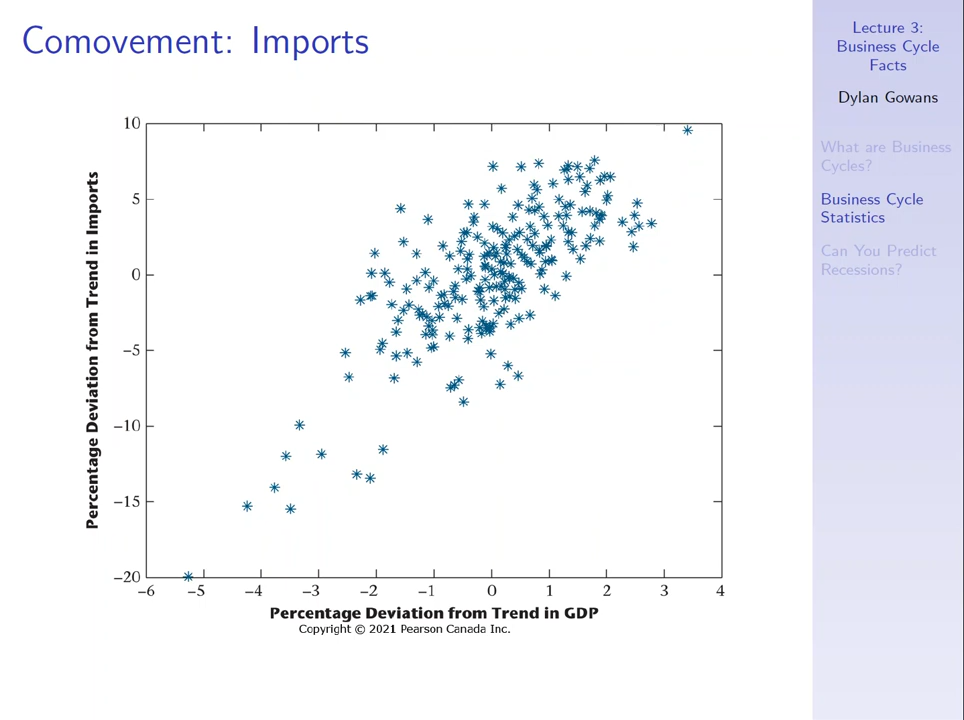 Comovement: Imports
Percentage Deviation from Trend in Imports
10
5
0
−5
−10
−15
−20
−6
−5
−4
−3
−2
−1
0
1
2
3
4
Percentage Deviation from Trend in GDP
Copyright © 2021 Pearson Canada Inc.
Lecture 3:
Business Cycle
Facts
Dylan Gowans
What are Business
Cycles?
Business Cycle
Statistics
Can You Predict
Recessions?